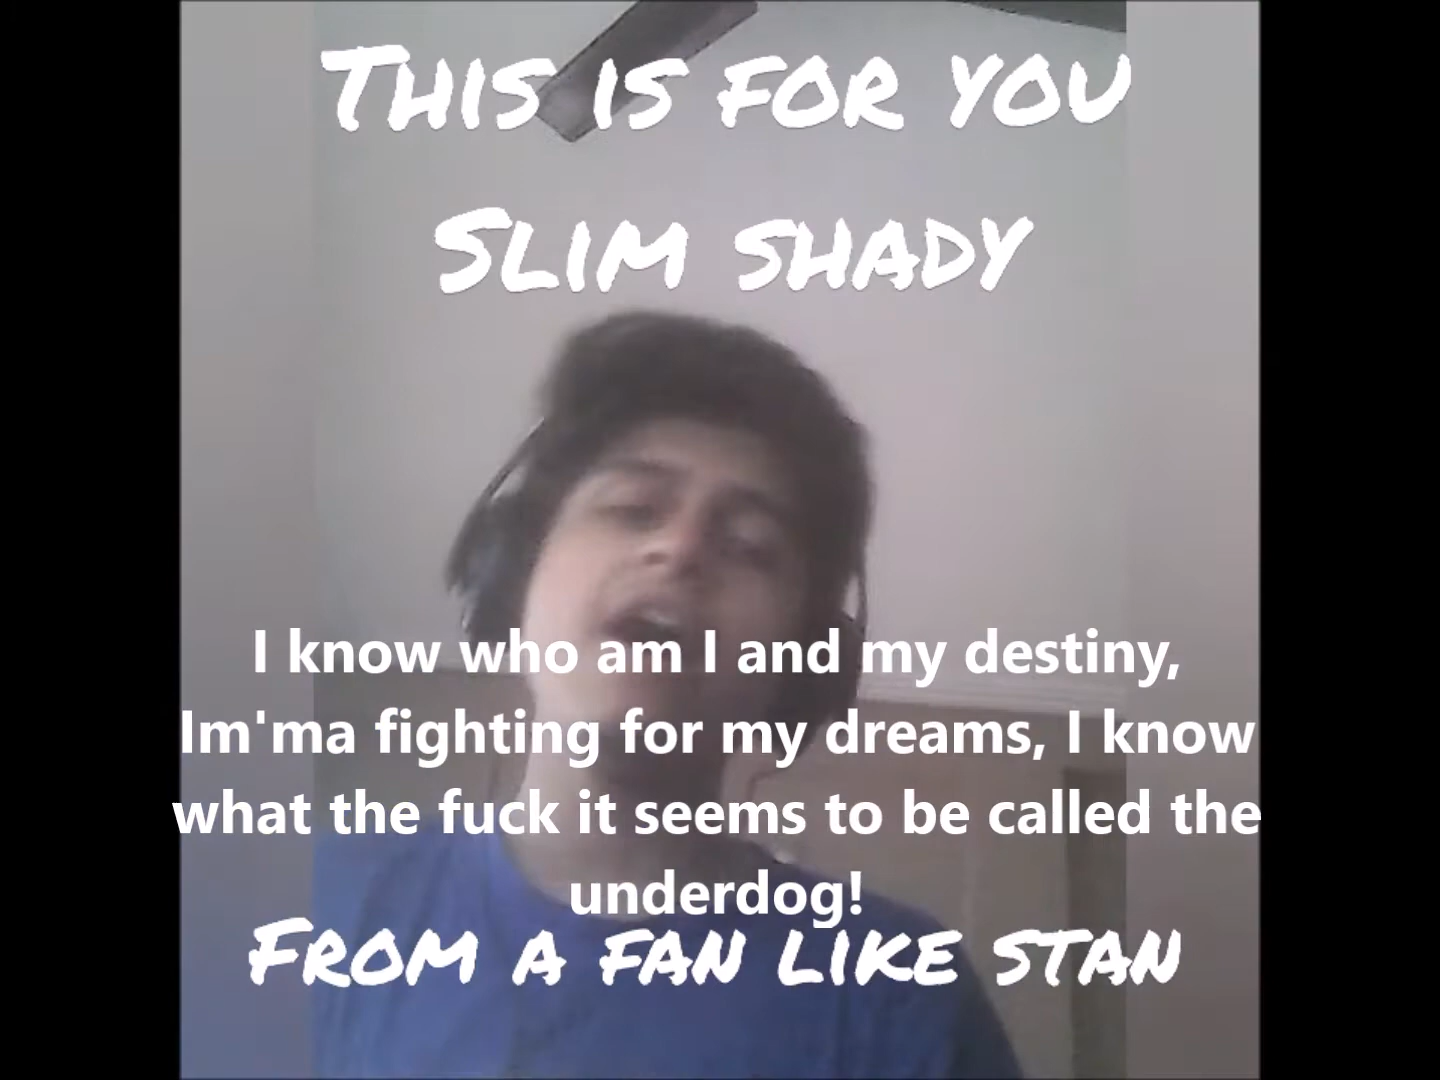 THIS IS FOR YOU
SLIM SHADY
I know who am I and my destiny,
Im'ma fighting for my dreams, I know
what the fuck it seems to be called the
underdog!
FROM A FAN LIKE STAN